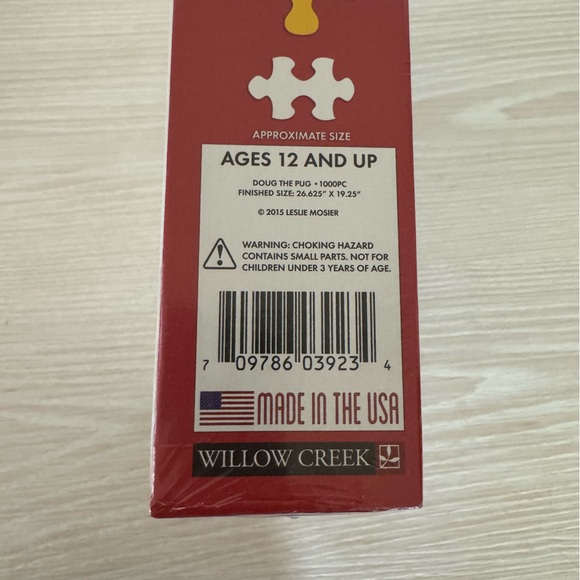 APPROXIMATE SIZE
AGES 12 AND UP
DOUG THE PUG • 1000PC
FINISHED SIZE: 26.625" X 19.25"
© 2015 LESLIE MOSIER
WARNING: CHOKING HAZARD
CONTAINS SMALL PARTS. NOT FOR
CHILDREN UNDER 3 YEARS OF AGE.
7 09786 03923 4
MADE IN THE USA
WILLOW CREEK